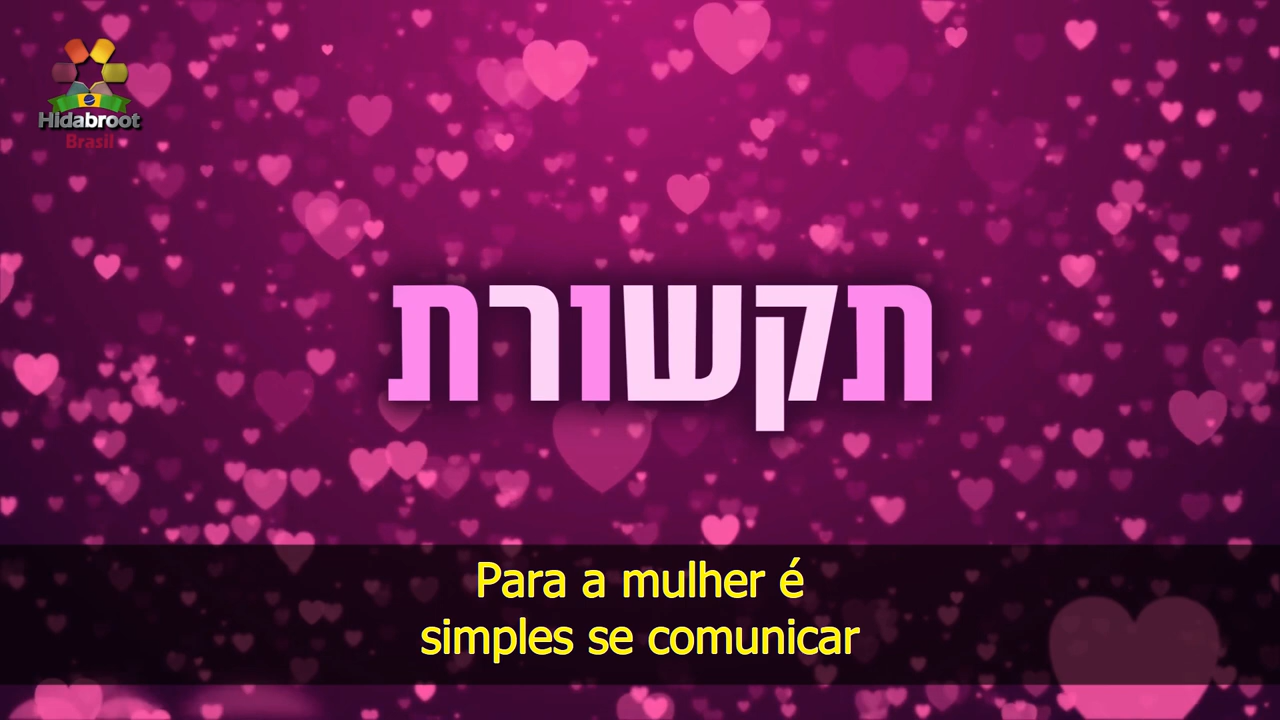 Hidabroot
Brasil
תקשורת
Para a mulher é
simples se comunicar